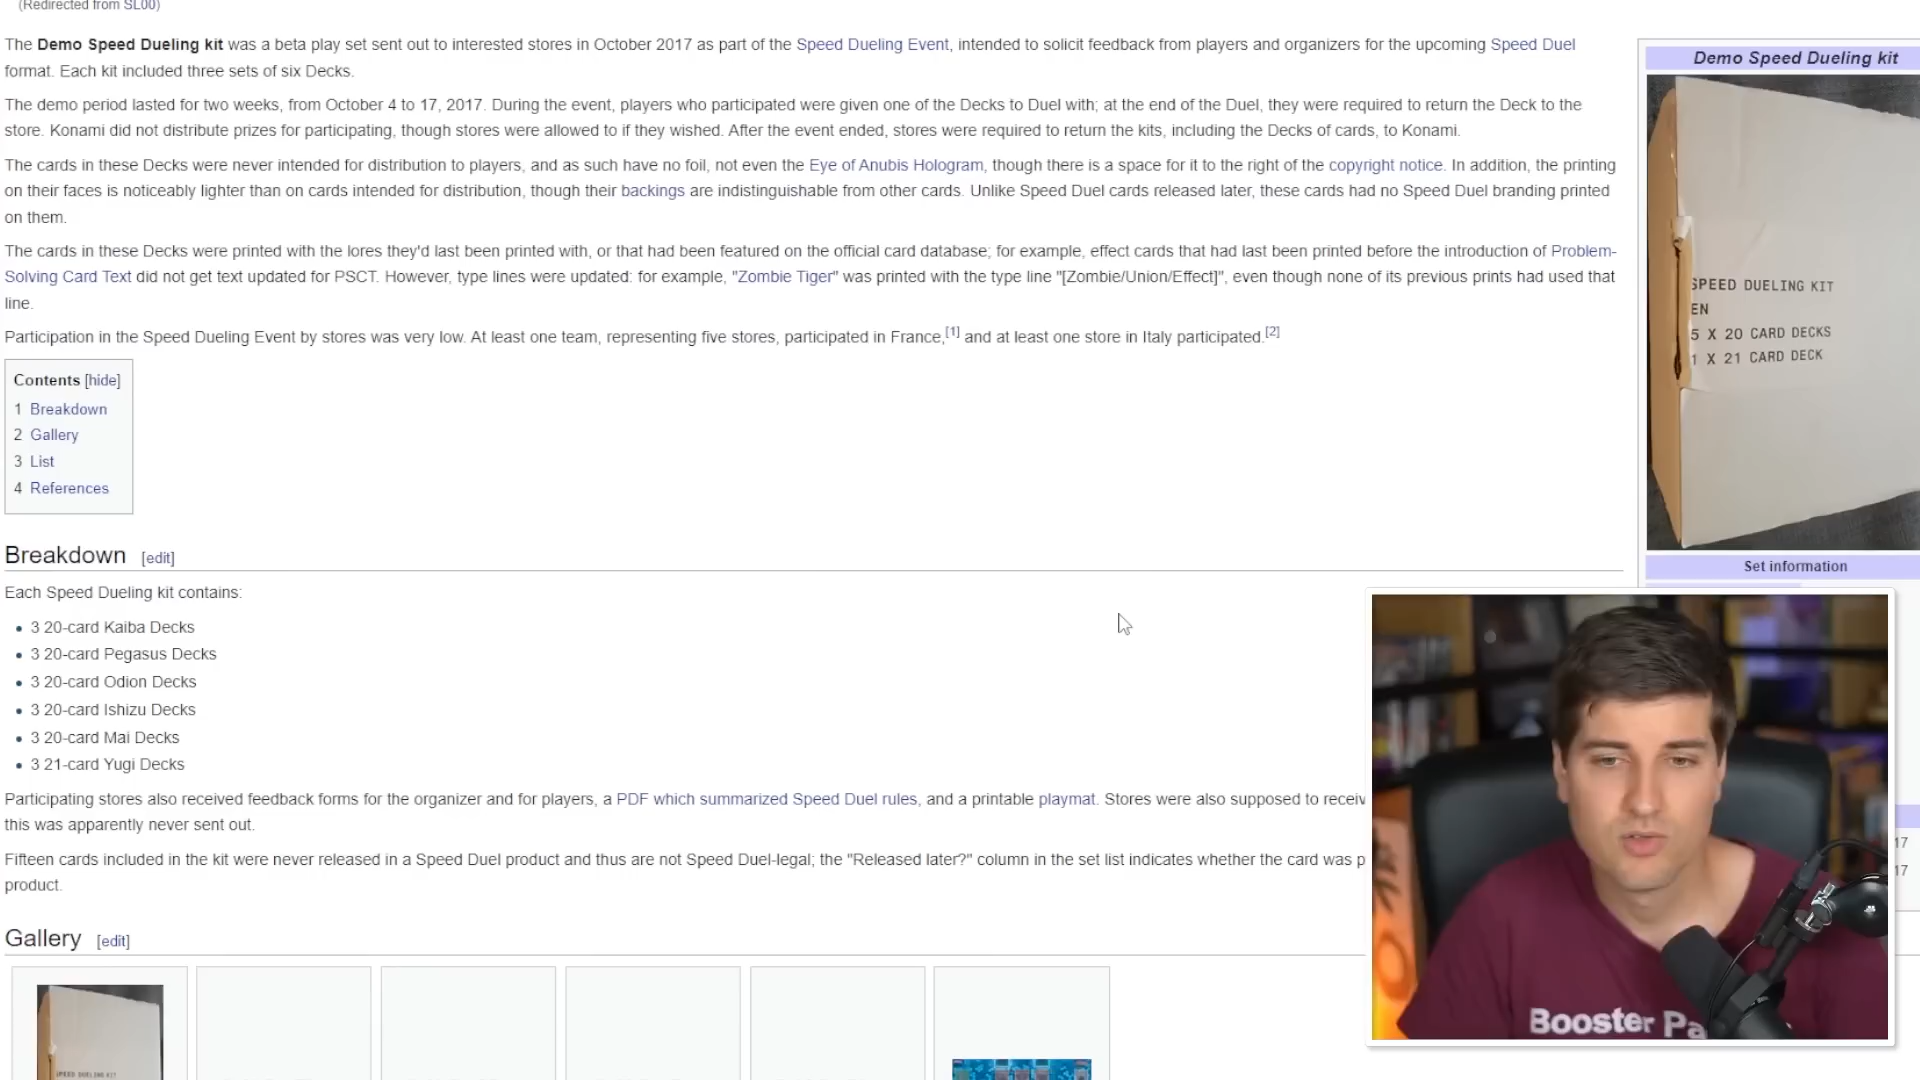 (Redirected from SL00)
The Demo Speed Dueling kit was a beta play set sent out to interested stores in October 2017 as part of the Speed Dueling Event, intended to solicit feedback from players and organizers for the upcoming Speed Duel
format. Each kit included three sets of six Decks.
The demo period lasted for two weeks, from October 4 to 17, 2017. During the event, players who participated were given one of the Decks to Duel with; at the end of the Duel, they were required to return the Deck to the
store. Konami did not distribute prizes for participating, though stores were allowed to if they wished. After the event ended, stores were required to return the kits, including the Decks of cards, to Konami.
The cards in these Decks were never intended for distribution to players, and as such have no foil, not even the Eye of Anubis Hologram, though there is a space for it to the right of the copyright notice. In addition, the printing
on their faces is noticeably lighter than on cards intended for distribution, though their backings are indistinguishable from other cards. Unlike Speed Duel cards released later, these cards had no Speed Duel branding printed
on them.
The cards in these Decks were printed with the lores they'd last been printed with, or that had been featured on the official card database; for example, effect cards that had last been printed before the introduction of Problem-
Solving Card Text did not get text updated for PSCT. However, type lines were updated: for example, "Zombie Tiger" was printed with the type line "[Zombie/Union/Effect]", even though none of its previous prints had used that
line.
Participation in the Speed Dueling Event by stores was very low. At least one team, representing five stores, participated in France,[1] and at least one store in Italy participated.[2]
Contents [hide]
1 Breakdown
2 Gallery
3 List
4 References
Breakdown [edit]
Each Speed Dueling kit contains:
• 3 20-card Kaiba Decks
• 3 20-card Pegasus Decks
• 3 20-card Odion Decks
• 3 20-card Ishizu Decks
• 3 20-card Mai Decks
• 3 21-card Yugi Decks
Participating stores also received feedback forms for the organizer and for players, a PDF which summarized Speed Duel rules, and a printable playmat. Stores were also supposed to receiv
this was apparently never sent out.
Fifteen cards included in the kit were never released in a Speed Duel product and thus are not Speed Duel-legal; the "Released later?" column in the set list indicates whether the card was p
product.
Gallery [edit]
SPEED DUELING KIT
Demo Speed Dueling kit
SPEED DUELING KIT
EN
5 X 20 CARD DECKS
1 X 21 CARD DECK
Set information
17
17
Booster Pa